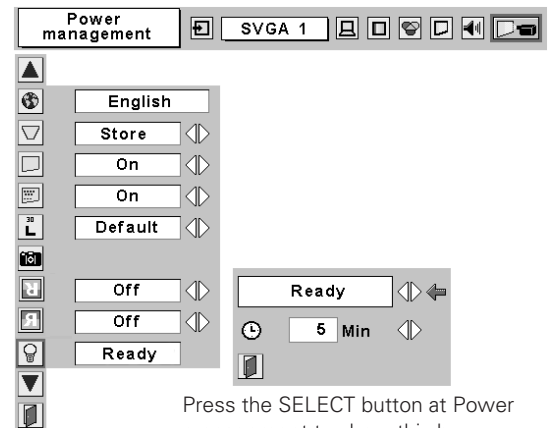 Power
management
SVGA 1
English
Store
On
On
30
L
Default
Off
Off
Ready
Ready
5 Min
Press the SELECT button at Power